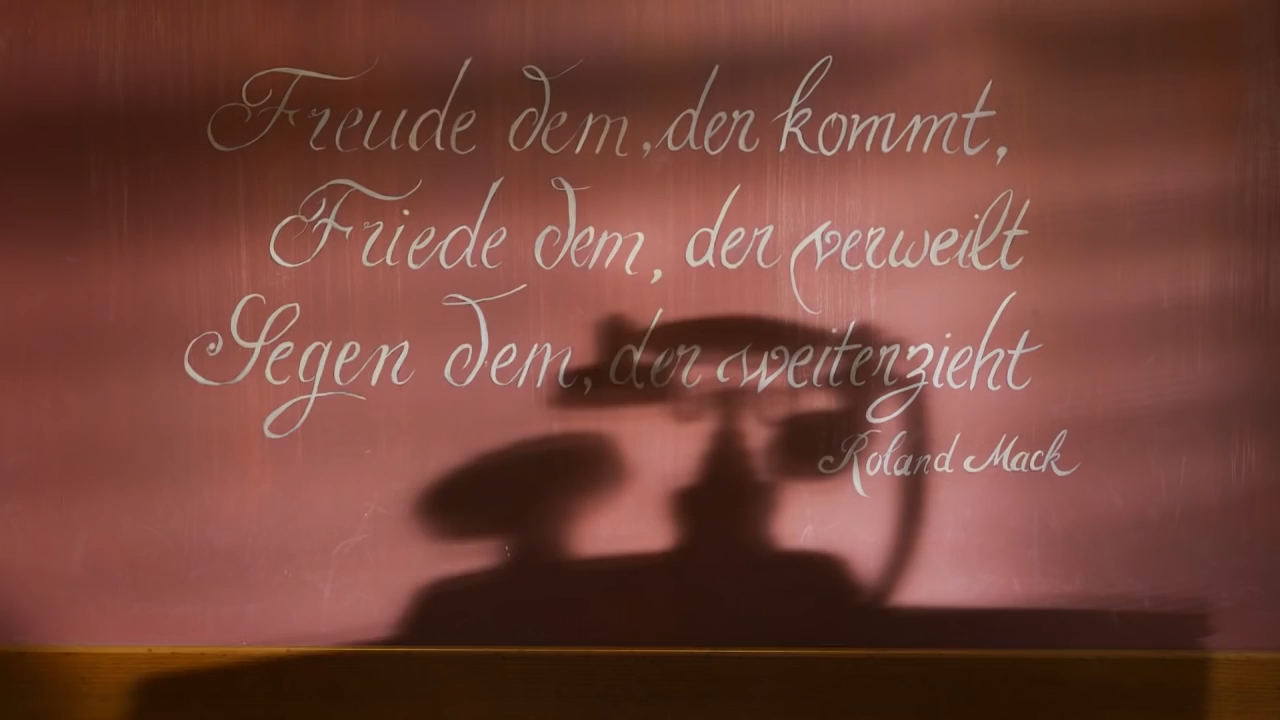 Freude dem, der kommt,
Friede dem, der verweilt
Segen dem, der weiterzieht
Roland Mack